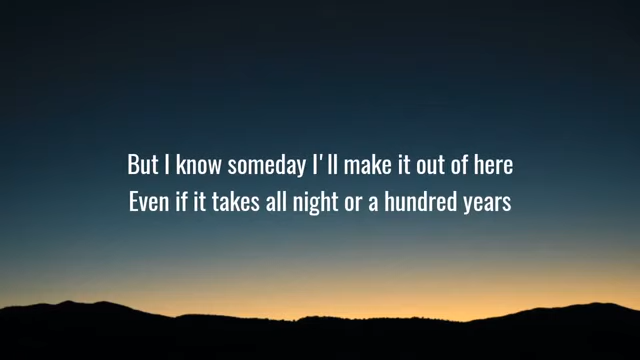 But I know someday I'll make it out of here
Even if it takes all night or a hundred years